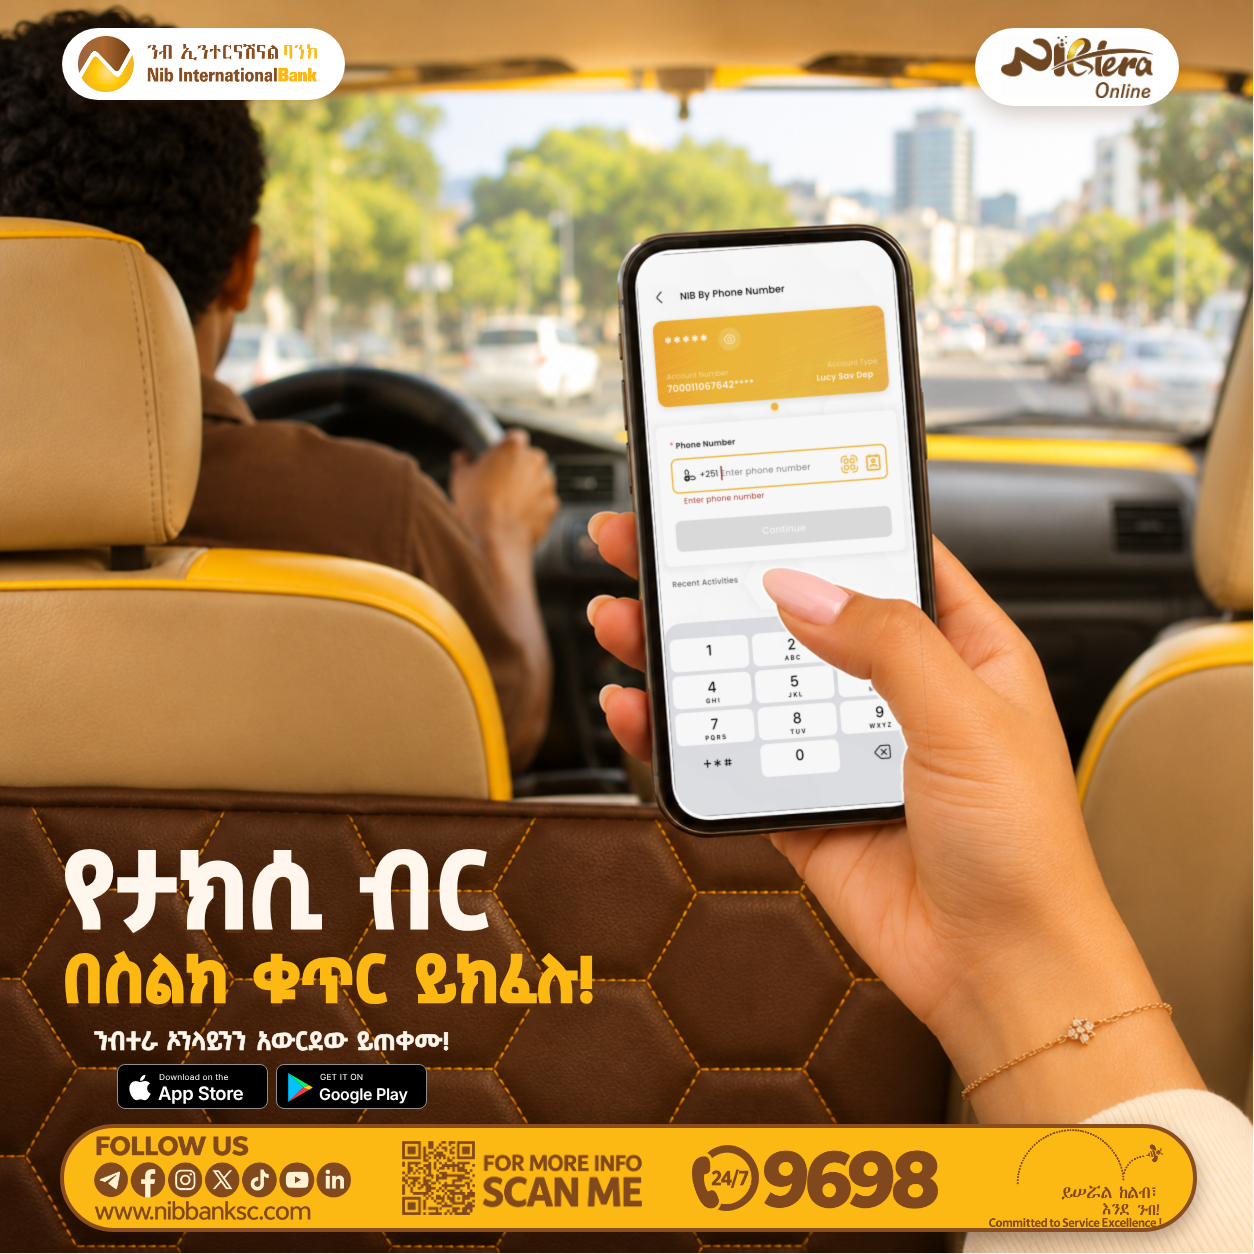 ንብ ኢንተርናሽናል ባንክ
Nib InternationalBank
Nibtera
Online
NIB By Phone Number
*****
Account Number
Account Type
700011067642****
Lucy Sav Dep
* Phone Number
+251 Enter phone number
Enter phone number
Continue
Recent Activities
1
2
ABC
4
GHI
5
JKL
7
PQRS
8
TUV
9
WXYZ
+*#
0
የታክሲ ብር
በስልክ ቁጥር ይክፈሉ!
ንብተራ ኦንላይንን አውርደው ይጠቀሙ!
Download on the
App Store
GET IT ON
Google Play
FOLLOW US
www.nibbanksc.com
FOR MORE INFO
SCAN ME
24/7
9698
ይሠሯል ከልብ፣
እንደ ንብ!
Committed to Service Excellence !